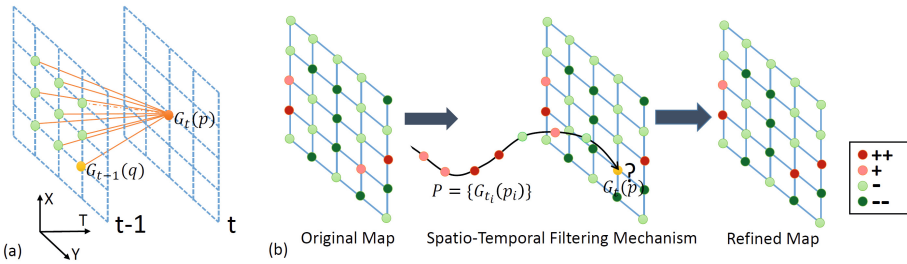 G_t(p)
G_{t-1}(q)
X
T
Y
t-1
t
(a)
(b)
P = {G_{t_i}(p_i)}
?
G_t(p)
Original Map
Spatio-Temporal Filtering Mechanism
Refined Map
++
+
-
--